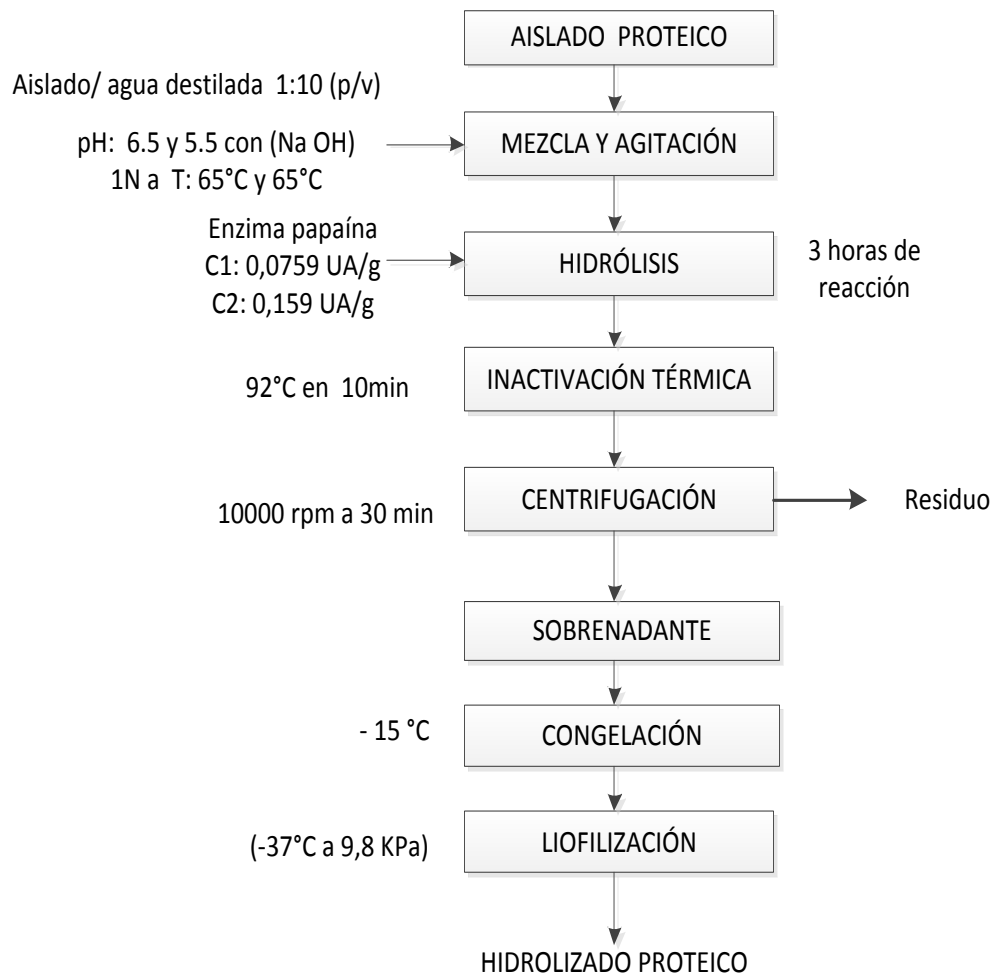 AISLADO PROTEICO
Aislado/ agua destilada 1:10 (p/v)
pH: 6.5 y 5.5 con (Na OH)
1N a T: 65°C y 65°C
MEZCLA Y AGITACIÓN
Enzima papaína
C1: 0,0759 UA/g
C2: 0,159 UA/g
HIDRÓLISIS
3 horas de
reacción
92°C en 10min
INACTIVACIÓN TÉRMICA
10000 rpm a 30 min
CENTRIFUGACIÓN
Residuo
SOBRENADANTE
- 15 °C
CONGELACIÓN
(-37°C a 9,8 KPa)
LIOFILIZACIÓN
HIDROLIZADO PROTEICO